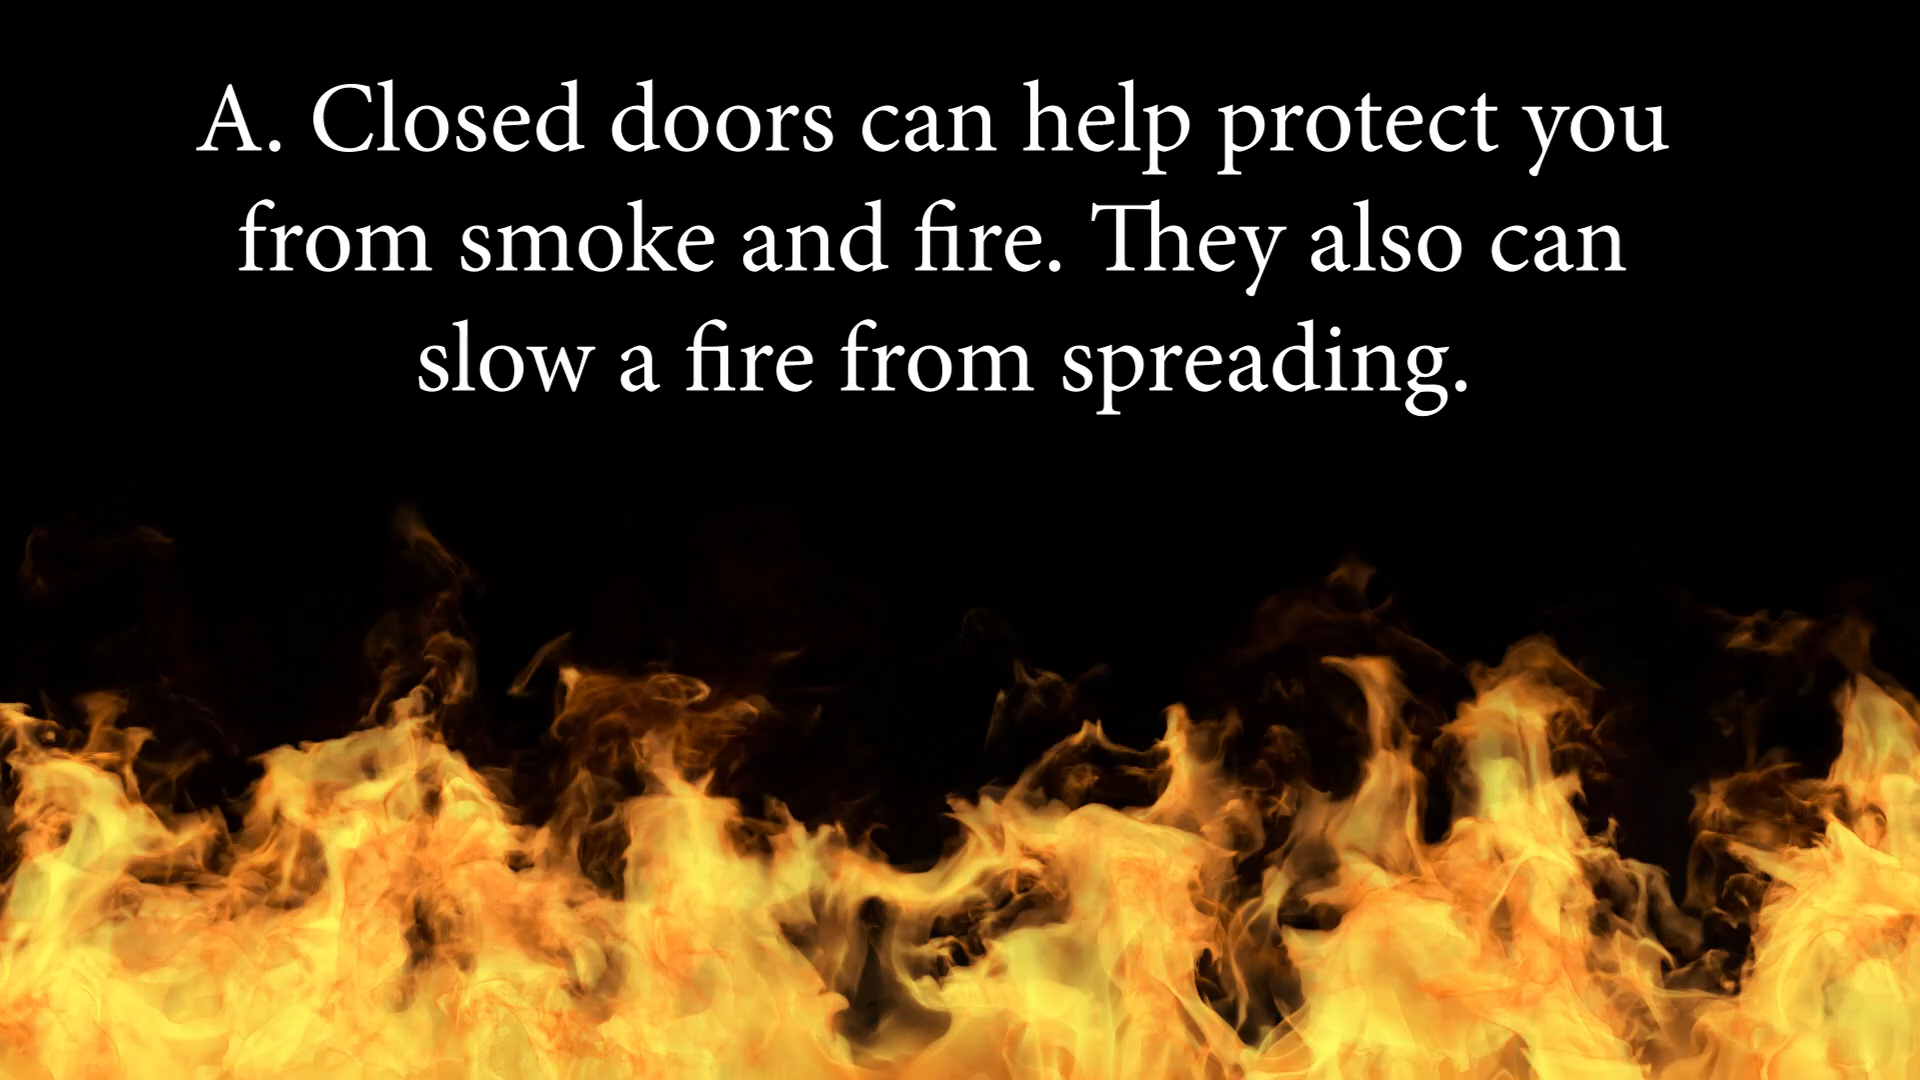 A. Closed doors can help protect you
from smoke and fire. They also can
slow a fire from spreading.